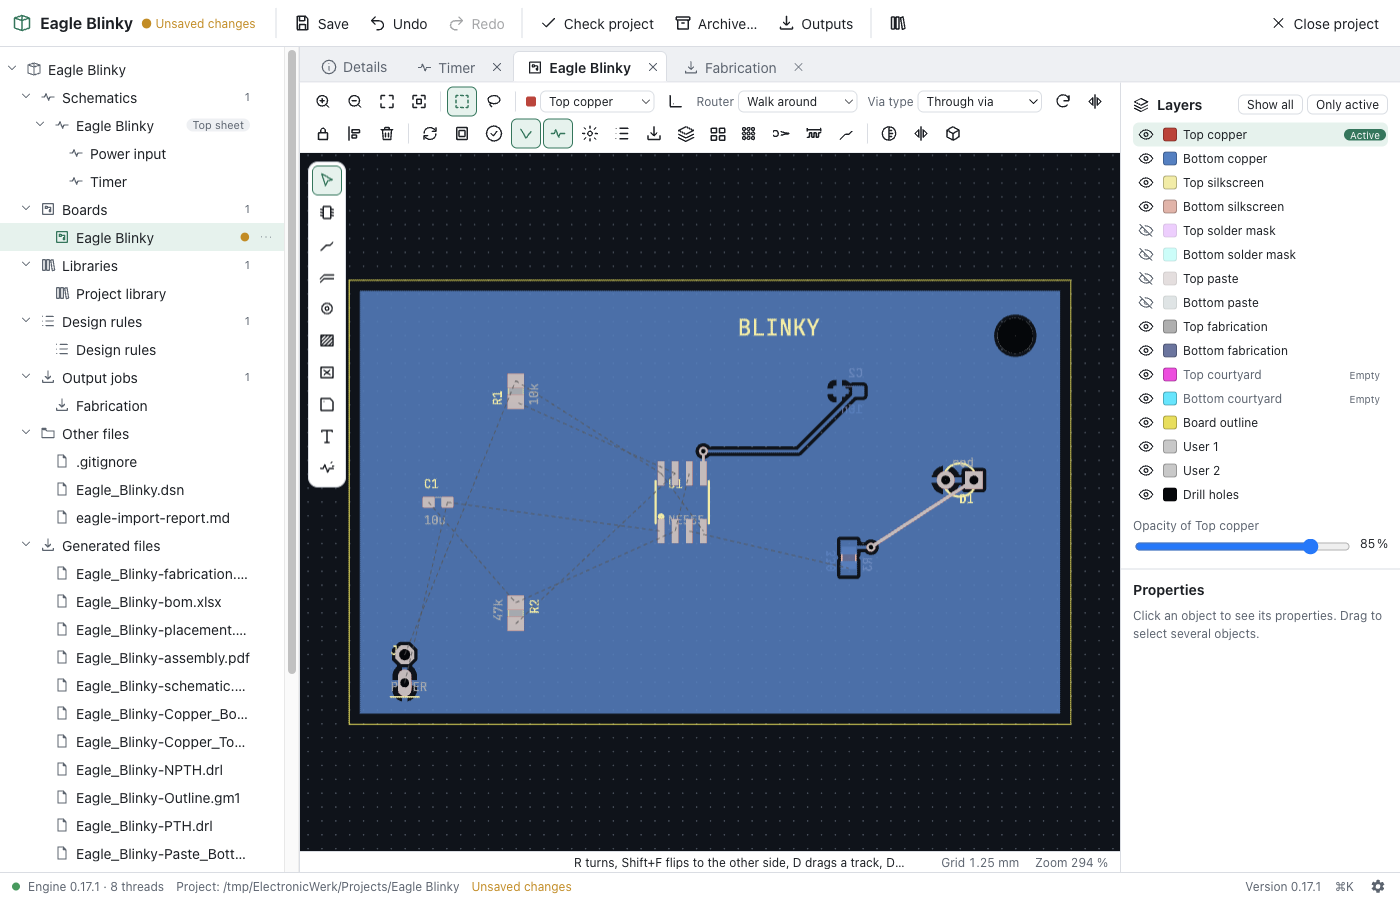 Eagle Blinky
Unsaved changes
Save
Undo
Redo
Check project
Archive...
Outputs
Close project
Eagle Blinky
Schematics 1
Eagle Blinky Top sheet
Power input
Timer
Boards 1
Eagle Blinky ...
Libraries 1
Project library
Design rules 1
Design rules
Output jobs 1
Fabrication
Other files
.gitignore
Eagle_Blinky.dsn
eagle-import-report.md
Generated files
Eagle_Blinky-fabrication....
Eagle_Blinky-bom.xlsx
Eagle_Blinky-placement....
Eagle_Blinky-assembly.pdf
Eagle_Blinky-schematic....
Eagle_Blinky-Copper_Bo...
Eagle_Blinky-Copper_To...
Eagle_Blinky-NPTH.drl
Eagle_Blinky-Outline.gm1
Eagle_Blinky-PTH.drl
Eagle_Blinky-Paste_Bott...
Details
Timer
Eagle Blinky
Fabrication
Top copper
Router Walk around
Via type Through via
BLINKY
R1
10k
C1
10u
47k
R2
D1
R turns, Shift+F flips to the other side, D drags a track, D...
Grid 1.25 mm
Zoom 294 %
Layers
Show all
Only active
Top copper Active
Bottom copper
Top silkscreen
Bottom silkscreen
Top solder mask
Bottom solder mask
Top paste
Bottom paste
Top fabrication
Bottom fabrication
Top courtyard Empty
Bottom courtyard Empty
Board outline
User 1
User 2
Drill holes
Opacity of Top copper
85 %
Properties
Click an object to see its properties. Drag to
select several objects.
Engine 0.17.1 · 8 threads
Project: /tmp/ElectronicWerk/Projects/Eagle Blinky
Unsaved changes
Version 0.17.1
⌘K